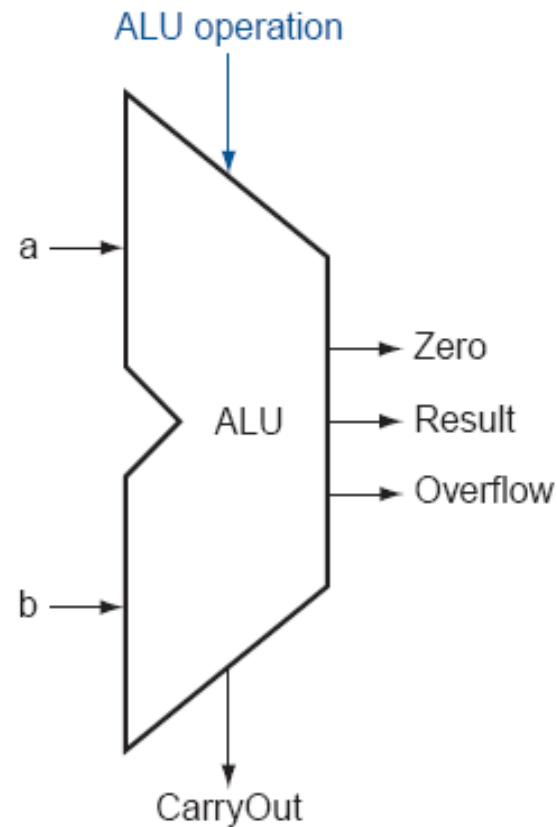 ALU operation
a
Zero
ALU
Result
Overflow
b
CarryOut